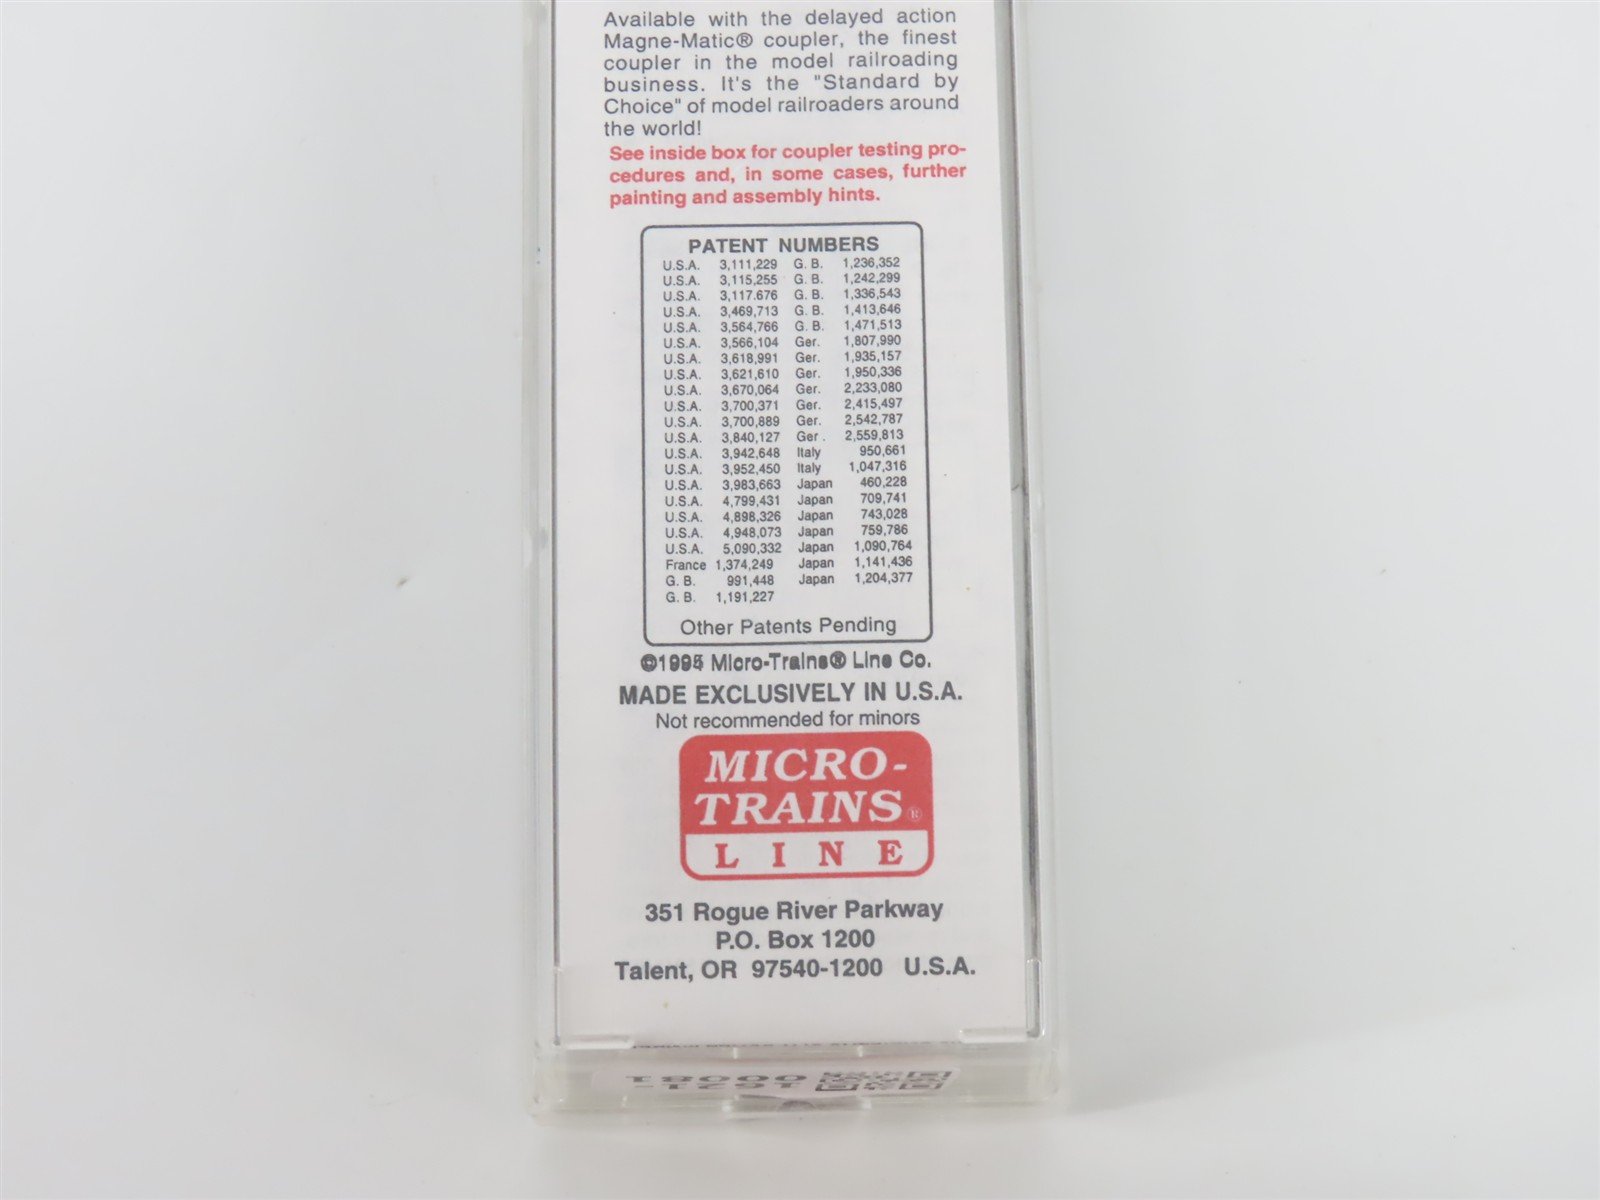 Available with the delayed action
Magne-Matic® coupler, the finest
coupler in the model railroading
business. It's the "Standard by
Choice" of model railroaders around
the world!
See inside box for coupler testing pro-
cedures and, in some cases, further
painting and assembly hints.
PATENT NUMBERS
U.S.A. 3,111,229 G. B. 1,236,352
U.S.A. 3,115,255 G. B. 1,242,299
U.S.A. 3,117.676 G. B. 1,336,543
U.S.A. 3,469,713 G. B. 1,413,646
U.S.A. 3,564,766 G. B. 1,471,513
U.S.A. 3,566,104 Ger. 1,807,990
U.S.A. 3,618,991 Ger. 1,935,157
U.S.A. 3,621,610 Ger. 1,950,336
U.S.A. 3,670,064 Ger. 2,233,080
U.S.A. 3,700,371 Ger. 2,415,497
U.S.A. 3,700,889 Ger. 2,542,787
U.S.A. 3,840,127 Ger . 2,559,813
U.S.A. 3,942,648 Italy 950,661
U.S.A. 3,952,450 Italy 1,047,316
U.S.A. 3,983,663 Japan 460,228
U.S.A. 4,799,431 Japan 709,741
U.S.A. 4,898,326 Japan 743,028
U.S.A. 4,948,073 Japan 759,786
U.S.A. 5,090,332 Japan 1,090,764
France 1,374,249 Japan 1,141,436
G. B. 991,448 Japan 1,204,377
G. B. 1,191,227
Other Patents Pending
Micro-Trains® Line Co.
MADE EXCLUSIVELY IN U.S.A.
Not recommended for minors
MICRO-
TRAINS®
LINE
351 Rogue River Parkway
P.O. Box 1200
Talent, OR 97540-1200 U.S.A.